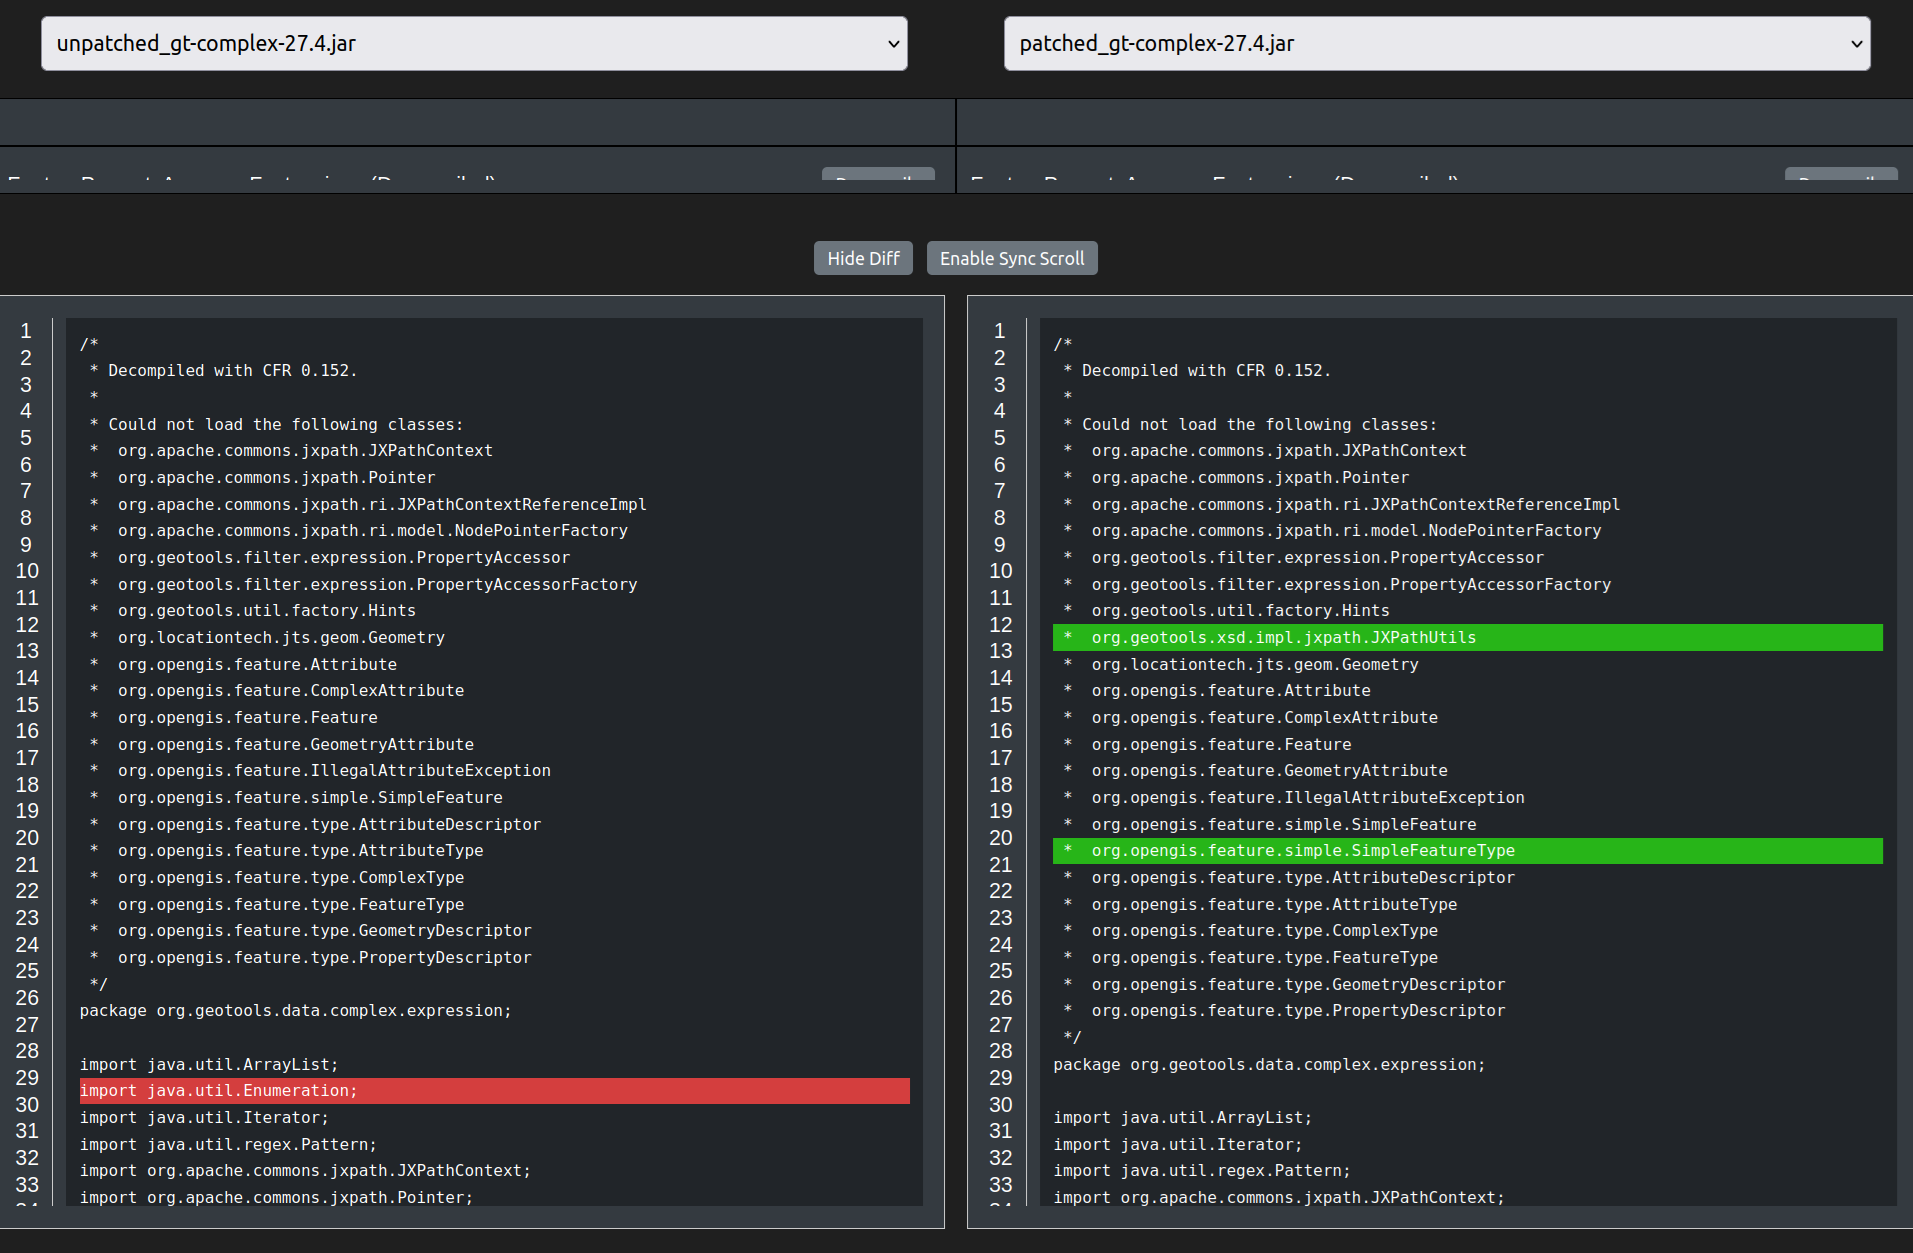 unpatched_gt-complex-27.4.jar
patched_gt-complex-27.4.jar
Hide Diff
Enable Sync Scroll
1
2
3
4
5
6
7
8
9
10
11
12
13
14
15
16
17
18
19
20
21
22
23
24
25
26
27
28
29
30
31
32
33
/*
 * Decompiled with CFR 0.152.
 *
 * Could not load the following classes:
 *  org.apache.commons.jxpath.JXPathContext
 *  org.apache.commons.jxpath.Pointer
 *  org.apache.commons.jxpath.ri.JXPathContextReferenceImpl
 *  org.apache.commons.jxpath.ri.model.NodePointerFactory
 *  org.geotools.filter.expression.PropertyAccessor
 *  org.geotools.filter.expression.PropertyAccessorFactory
 *  org.geotools.util.factory.Hints
 *  org.locationtech.jts.geom.Geometry
 *  org.opengis.feature.Attribute
 *  org.opengis.feature.ComplexAttribute
 *  org.opengis.feature.Feature
 *  org.opengis.feature.GeometryAttribute
 *  org.opengis.feature.IllegalAttributeException
 *  org.opengis.feature.simple.SimpleFeature
 *  org.opengis.feature.type.AttributeDescriptor
 *  org.opengis.feature.type.AttributeType
 *  org.opengis.feature.type.ComplexType
 *  org.opengis.feature.type.FeatureType
 *  org.opengis.feature.type.GeometryDescriptor
 *  org.opengis.feature.type.PropertyDescriptor
 */
package org.geotools.data.complex.expression;
import java.util.ArrayList;
import java.util.Enumeration;
import java.util.Iterator;
import java.util.regex.Pattern;
import org.apache.commons.jxpath.JXPathContext;
import org.apache.commons.jxpath.Pointer;
1
2
3
4
5
6
7
8
9
10
11
12
13
14
15
16
17
18
19
20
21
22
23
24
25
26
27
28
29
30
31
32
33
/*
 * Decompiled with CFR 0.152.
 *
 * Could not load the following classes:
 *  org.apache.commons.jxpath.JXPathContext
 *  org.apache.commons.jxpath.Pointer
 *  org.apache.commons.jxpath.ri.JXPathContextReferenceImpl
 *  org.apache.commons.jxpath.ri.model.NodePointerFactory
 *  org.geotools.filter.expression.PropertyAccessor
 *  org.geotools.filter.expression.PropertyAccessorFactory
 *  org.geotools.util.factory.Hints
 *  org.geotools.xsd.impl.jxpath.JXPathUtils
 *  org.locationtech.jts.geom.Geometry
 *  org.opengis.feature.Attribute
 *  org.opengis.feature.ComplexAttribute
 *  org.opengis.feature.Feature
 *  org.opengis.feature.GeometryAttribute
 *  org.opengis.feature.IllegalAttributeException
 *  org.opengis.feature.simple.SimpleFeature
 *  org.opengis.feature.simple.SimpleFeatureType
 *  org.opengis.feature.type.AttributeDescriptor
 *  org.opengis.feature.type.AttributeType
 *  org.opengis.feature.type.ComplexType
 *  org.opengis.feature.type.FeatureType
 *  org.opengis.feature.type.GeometryDescriptor
 *  org.opengis.feature.type.PropertyDescriptor
 */
package org.geotools.data.complex.expression;
import java.util.ArrayList;
import java.util.Iterator;
import java.util.regex.Pattern;
import org.apache.commons.jxpath.JXPathContext;